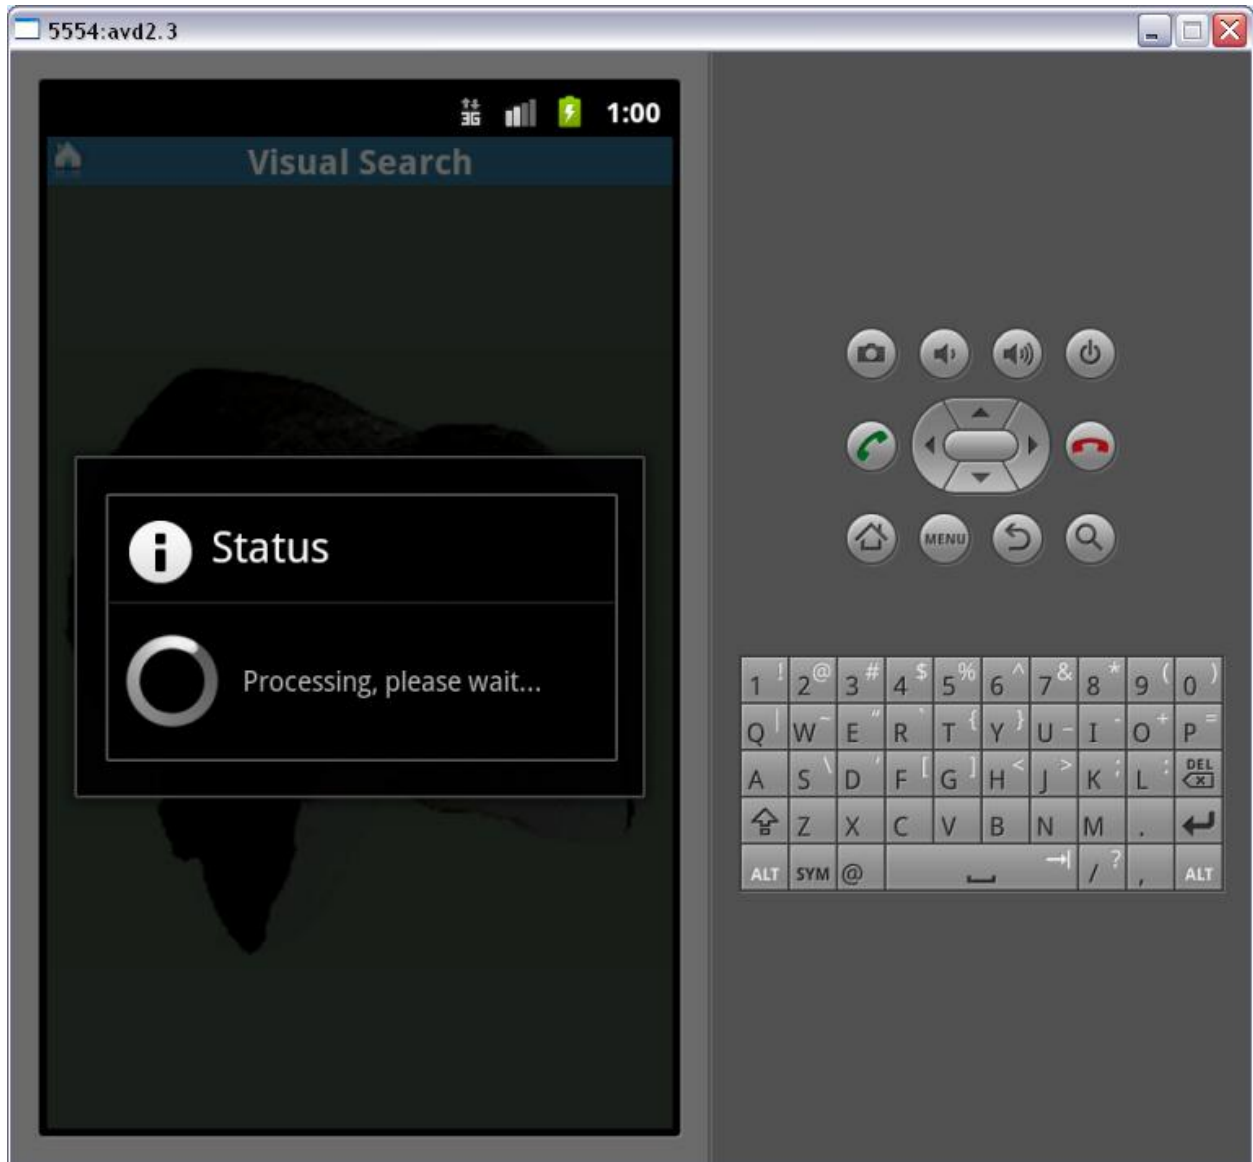 5554:avd2.3
3G 1:00
Visual Search
Status
Processing, please wait...
MENU
1 ! 2 @ 3 # 4 $ 5 % 6 ^ 7 & 8 * 9 ( 0 )
Q | W ~ E " R ` T { Y } U _ I - O + P =
A S \ D ' F [ G ] H < J > K ; L : DEL
Z X C V B N M .
ALT SYM @ / ? , ALT